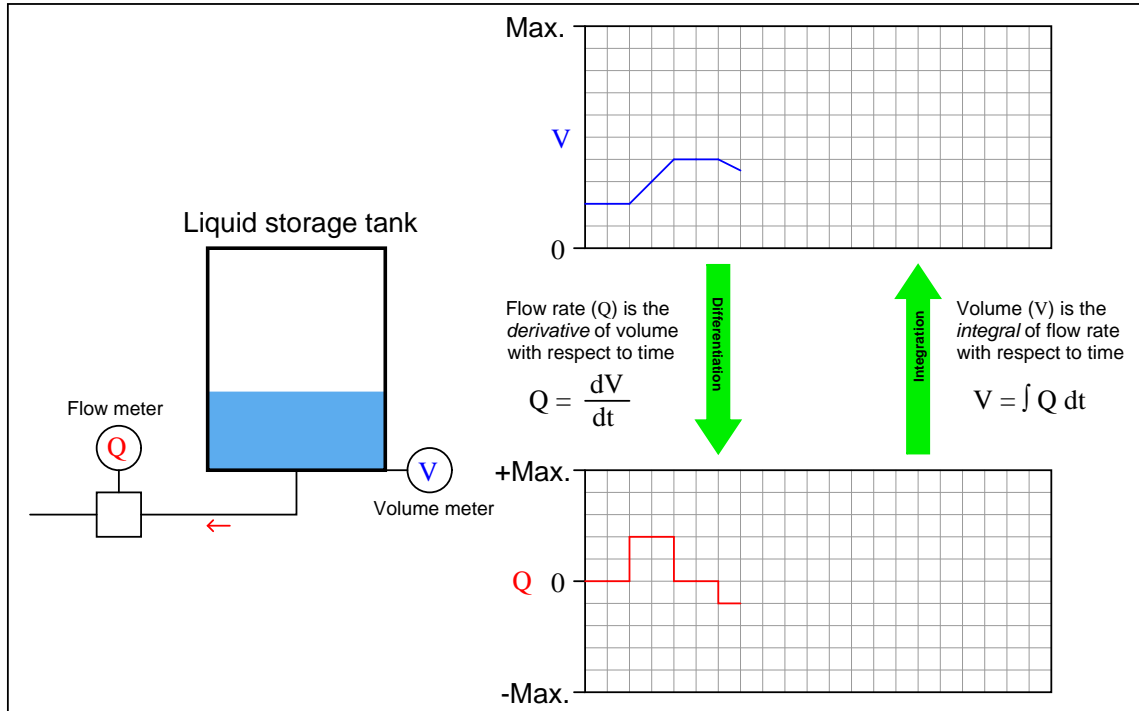 Max.
V
0
Liquid storage tank
Flow meter
Q
V
Volume meter
Flow rate (Q) is the
derivative of volume
with respect to time
Q = dV
dt
Differentiation
Integration
Volume (V) is the
integral of flow rate
with respect to time
V = ∫ Q dt
+Max.
Q 0
-Max.